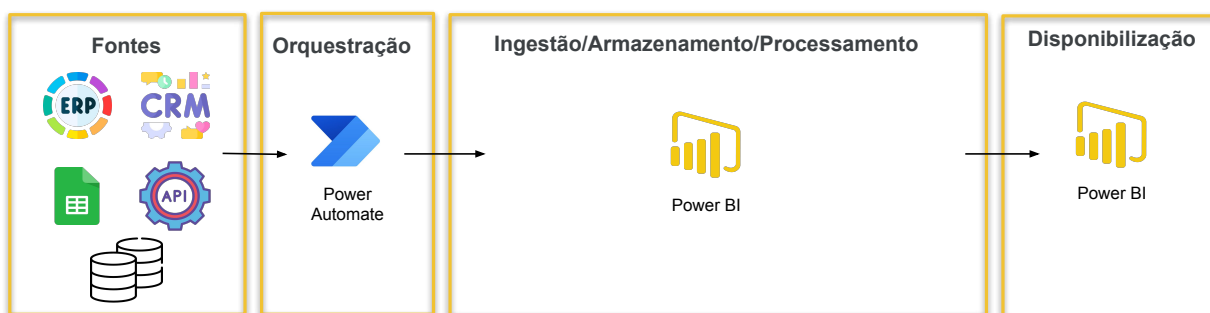 Fontes
ERP
CRM
API
Orquestração
Power
Automate
Ingestão/Armazenamento/Processamento
Power BI
Disponibilização
Power BI